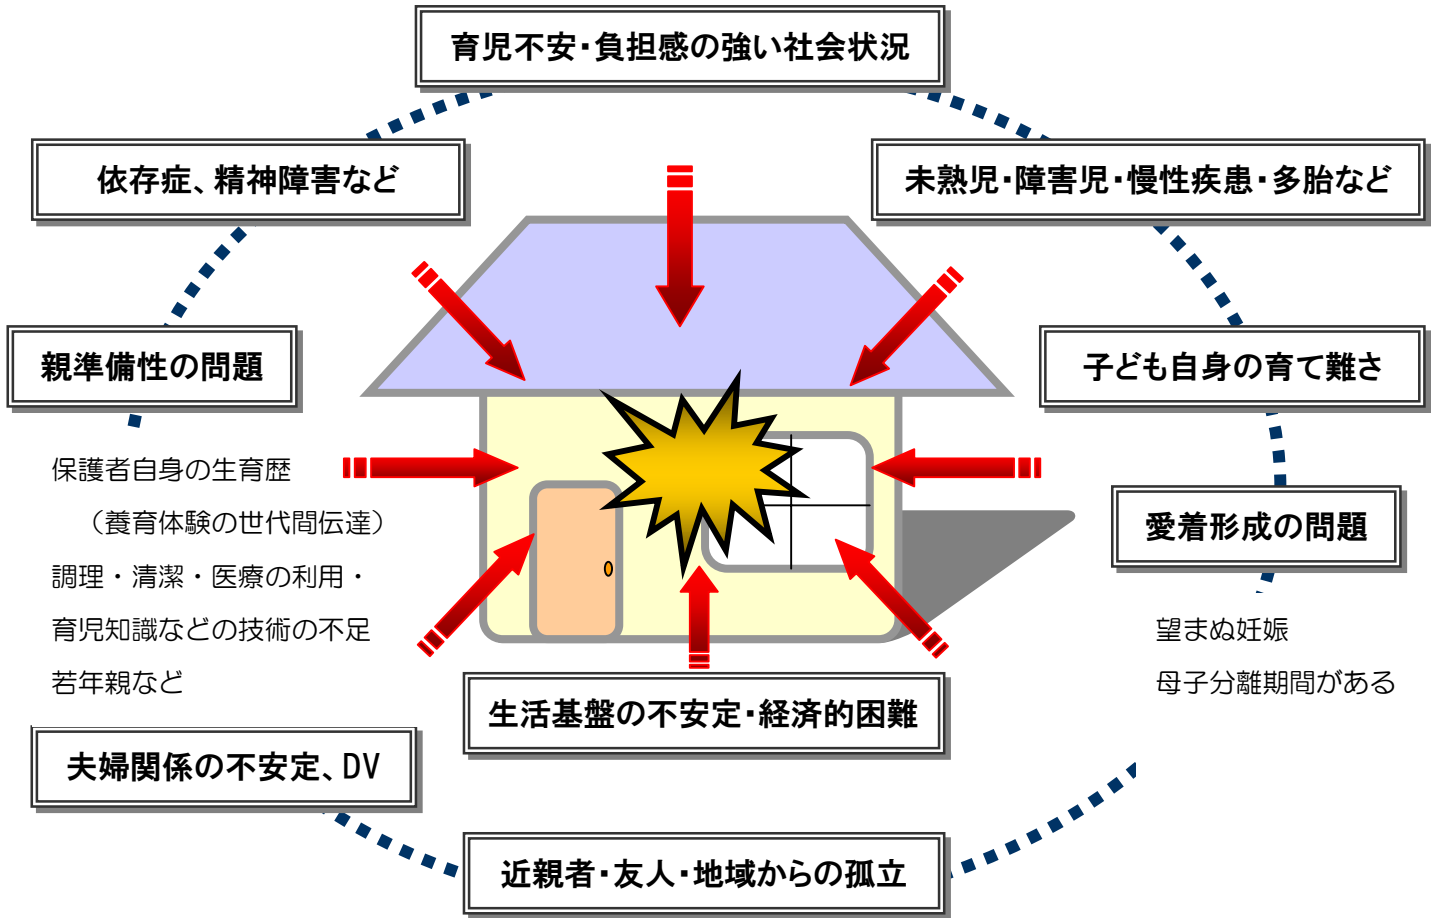 育児不安・負担感の強い社会状況
依存症、精神障害など
未熟児・障害児・慢性疾患・多胎など
親準備性の問題
子ども自身の育て難さ
保護者自身の生育歴
（養育体験の世代間伝達）
調理・清潔・医療の利用・
育児知識などの技術の不足
若年親など
愛着形成の問題
望まぬ妊娠
母子分離期間がある
生活基盤の不安定・経済的困難
夫婦関係の不安定、DV
近親者・友人・地域からの孤立